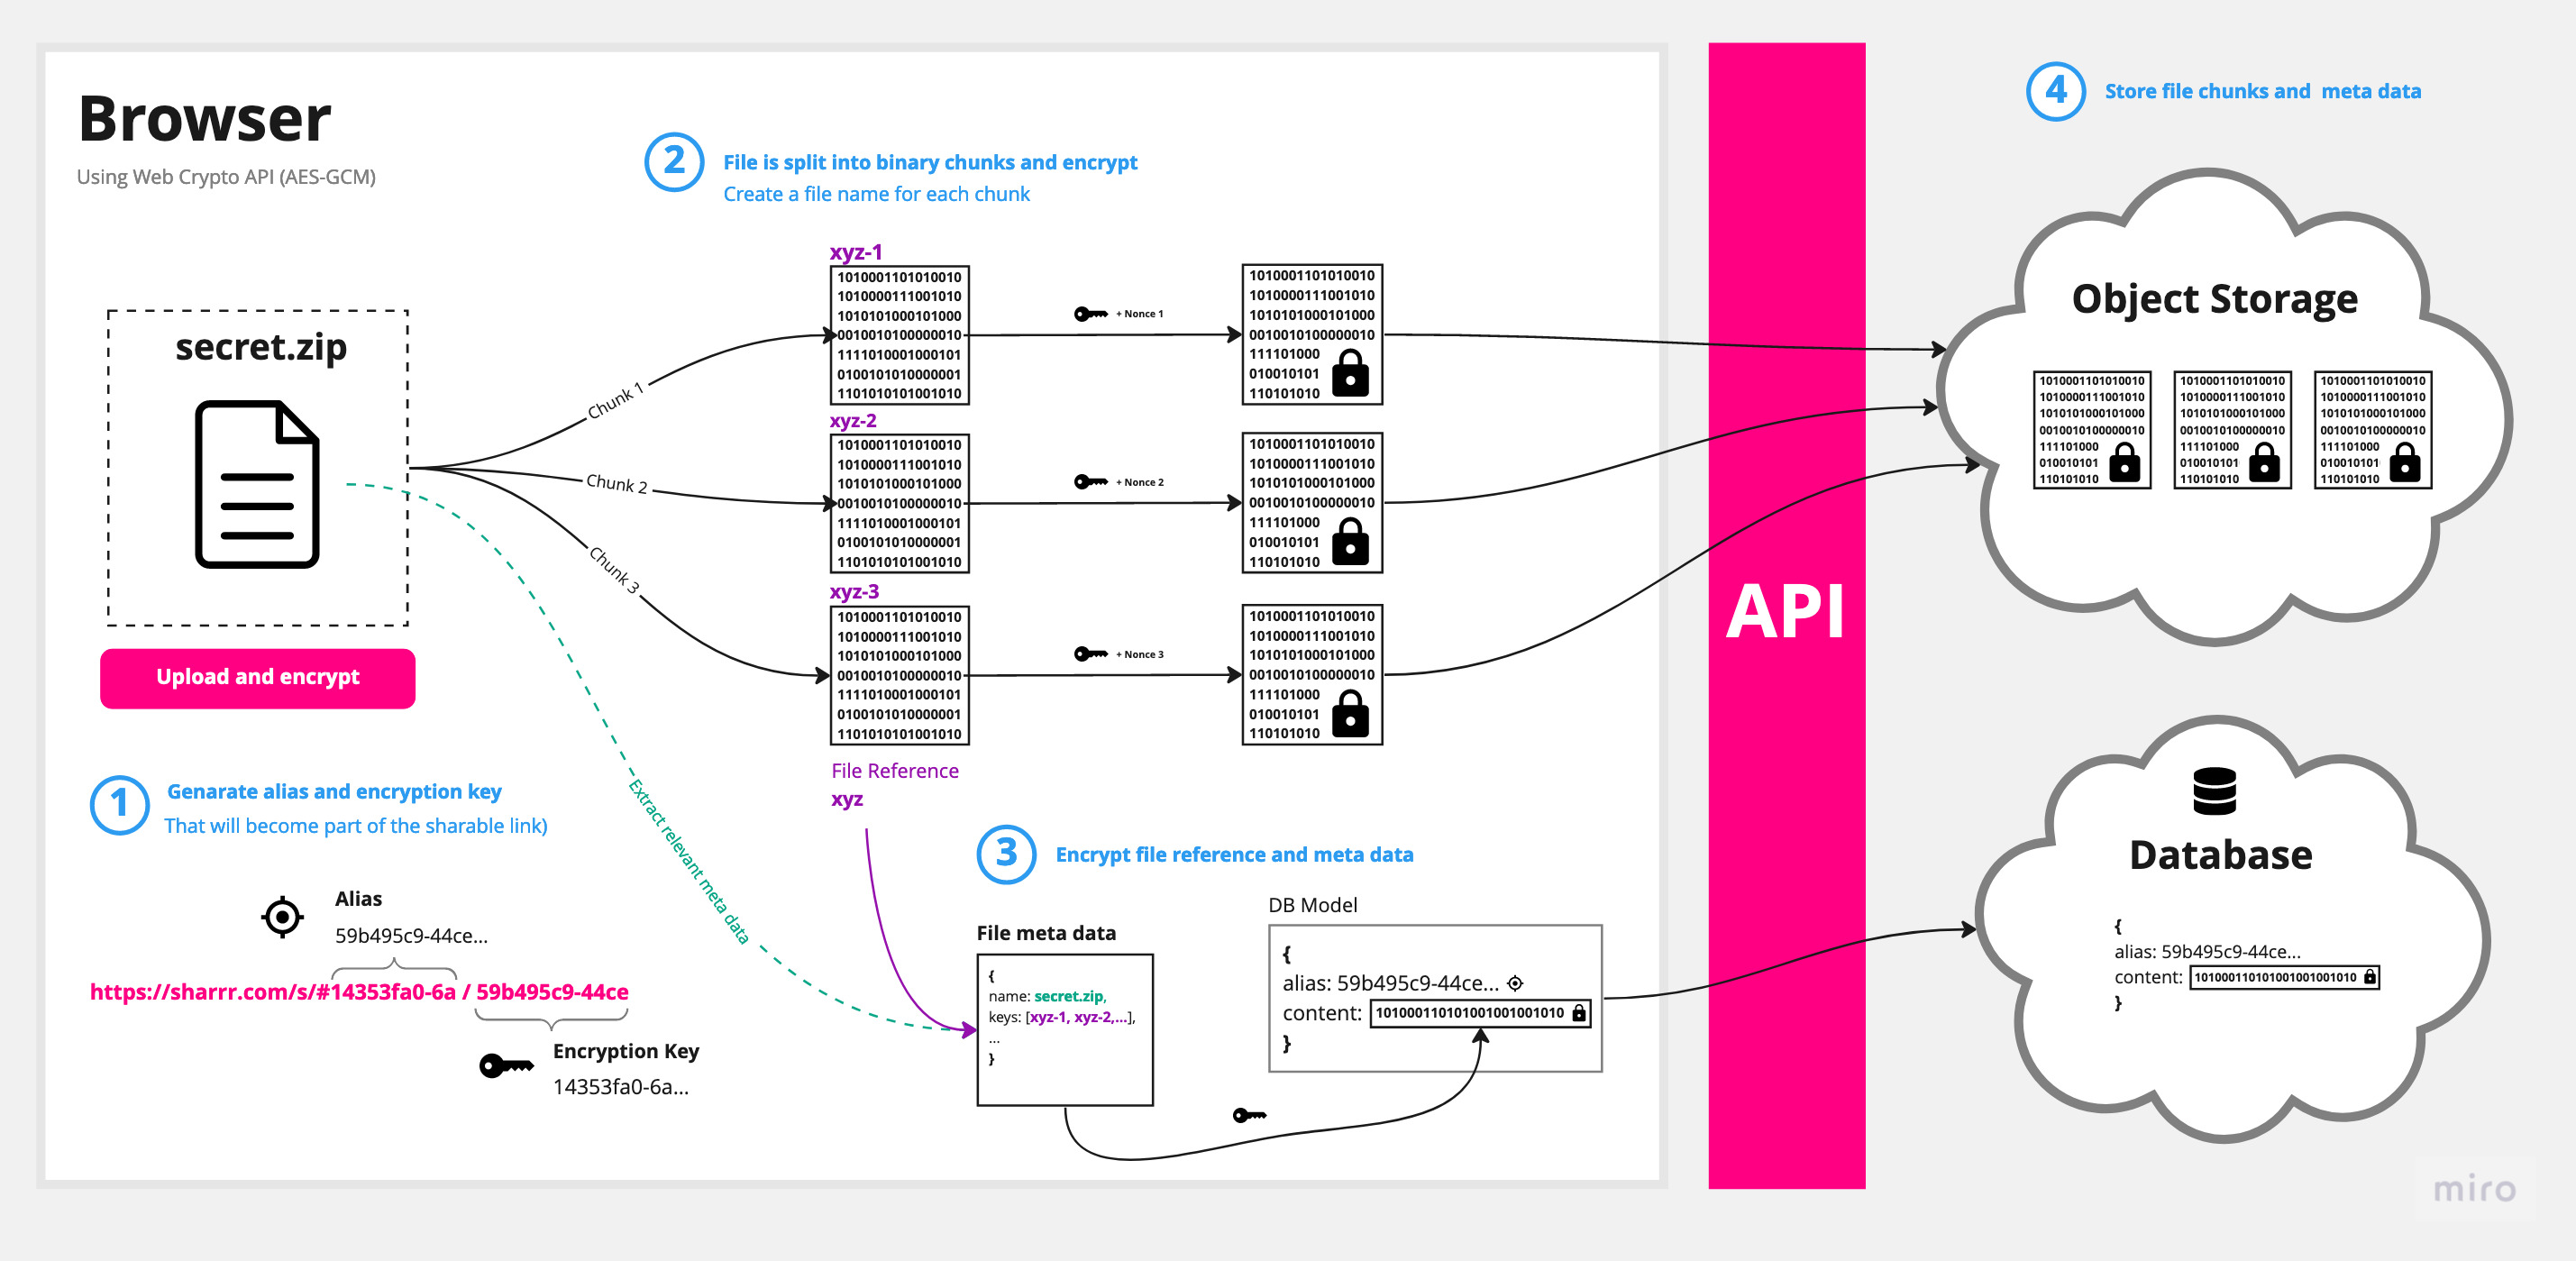 Browser
Using Web Crypto API (AES-GCM)
secret.zip
Upload and encrypt
1
Genarate alias and encryption key
That will become part of the sharable link)
Alias
59b495c9-44ce...
https://sharrr.com/s/#14353fa0-6a / 59b495c9-44ce
Encryption Key
14353fa0-6a...
2
File is split into binary chunks and encrypt
Create a file name for each chunk
Chunk 1
Chunk 2
Chunk 3
Extract relevant meta data
xyz-1
1010001101010010
1010000111001010
1010101000101000
0010010100000010
1111010001000101
0100101010000001
1101010101001010
+ Nonce 1
1010001101010010
1010000111001010
1010101000101000
0010010100000010
111101000
010010101
110101010
xyz-2
1010001101010010
1010000111001010
1010101000101000
0010010100000010
1111010001000101
0100101010000001
1101010101001010
+ Nonce 2
1010001101010010
1010000111001010
1010101000101000
0010010100000010
111101000
010010101
110101010
xyz-3
1010001101010010
1010000111001010
1010101000101000
0010010100000010
1111010001000101
0100101010000001
1101010101001010
+ Nonce 3
1010001101010010
1010000111001010
1010101000101000
0010010100000010
111101000
010010101
110101010
File Reference
xyz
3
Encrypt file reference and meta data
File meta data
{
name: secret.zip,
keys: [xyz-1, xyz-2,...],
...
}
DB Model
{
alias: 59b495c9-44ce...
content: 101000110101001001001010
}
API
4
Store file chunks and meta data
Object Storage
1010001101010010
1010000111001010
1010101000101000
0010010100000010
111101000
010010101
110101010
1010001101010010
1010000111001010
1010101000101000
0010010100000010
111101000
010010101
110101010
1010001101010010
1010000111001010
1010101000101000
0010010100000010
111101000
010010101
110101010
Database
{
alias: 59b495c9-44ce...
content: 101000110101001001001010
}
miro